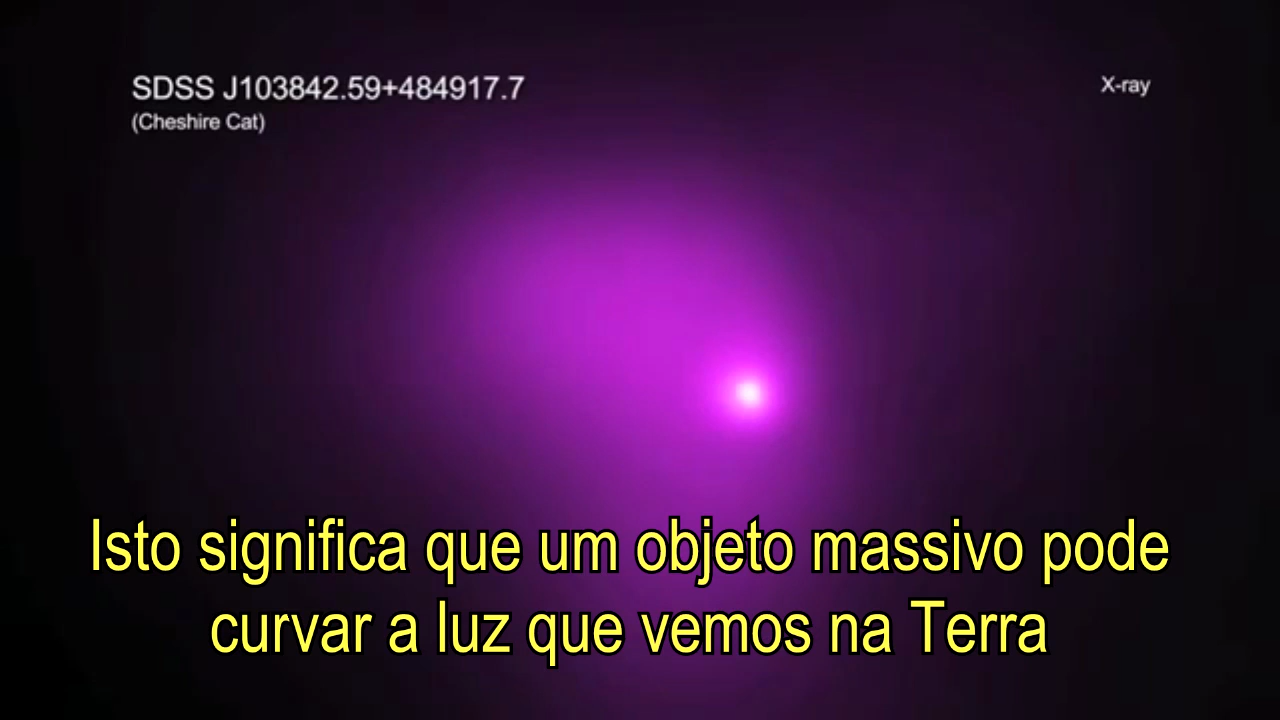 SDSS J103842.59+484917.7
X-ray
(Cheshire Cat)
Isto significa que um objeto massivo pode
curvar a luz que vemos na Terra